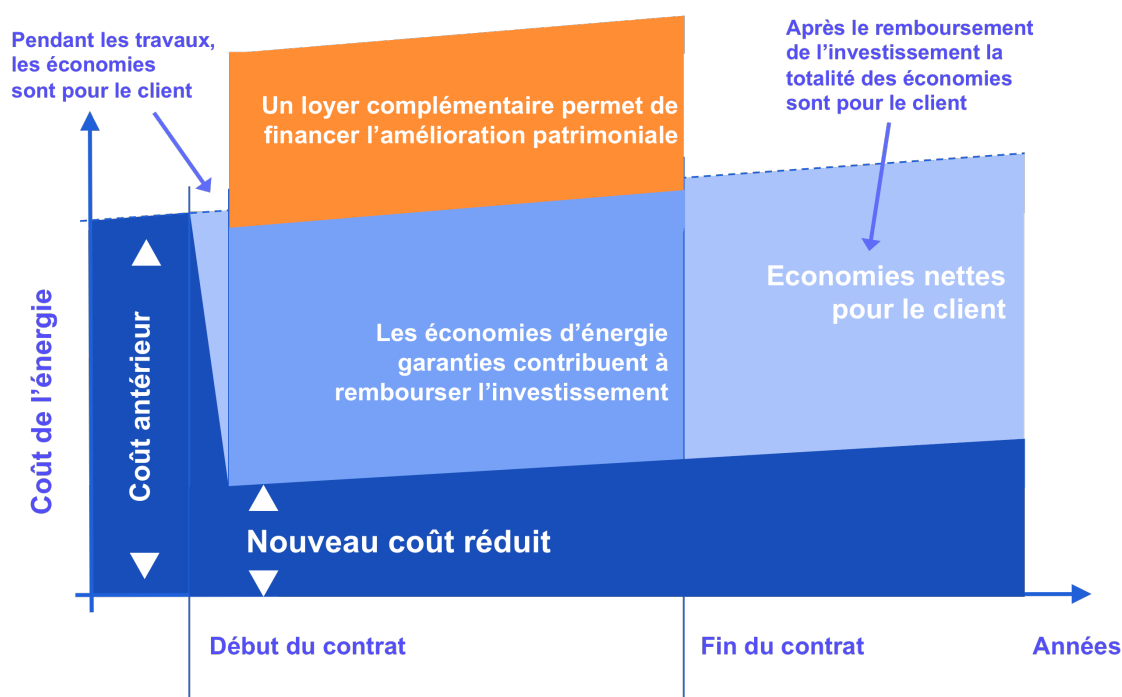 Pendant les travaux,
les économies
sont pour le client
Après le remboursement
de l’investissement la
totalité des économies
sont pour le client
Un loyer complémentaire permet de
financer l’amélioration patrimoniale
Coût de l’énergie
Coût antérieur
Les économies d’énergie
garanties contribuent à
rembourser l’investissement
Economies nettes
pour le client
Nouveau coût réduit
Début du contrat
Fin du contrat
Années